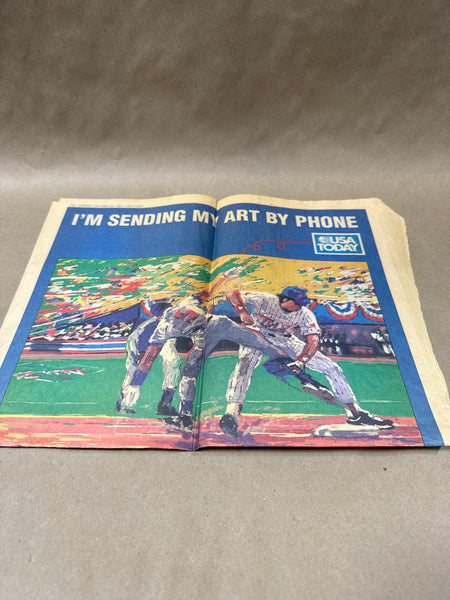 I'M SENDING MY ART BY PHONE
USA
TODAY